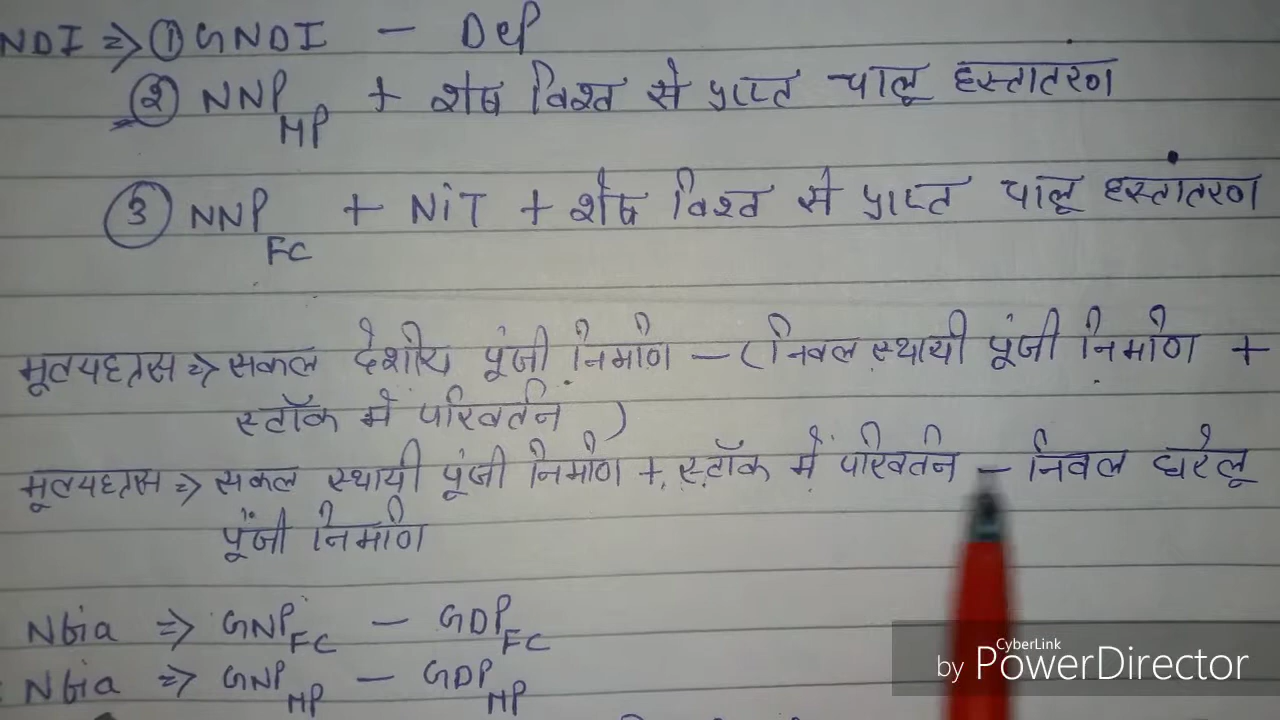 NDI ⇒ ① GNDI - Dep
② NNP MP + शेष विश्व से प्राप्त चालू हस्तातरण
③ NNP FC + NiT + शेष विश्व से प्राप्त चालू हस्तांतरण
मूल्यह्रास ⇒ सकल देशीय पूंजी निर्माण - (निवल स्थायी पूंजी निर्माण +
स्टॉक में परिवर्तन )
मूल्यह्रास ⇒ सकल स्थायी पूंजी निर्माण + स्टॉक में परिवर्तन - निवल घरेलू
पूंजी निर्माण
⇒ GNP FC - GDP FC
⇒ GNP MP - GDP MP
CyberLink
by PowerDirector